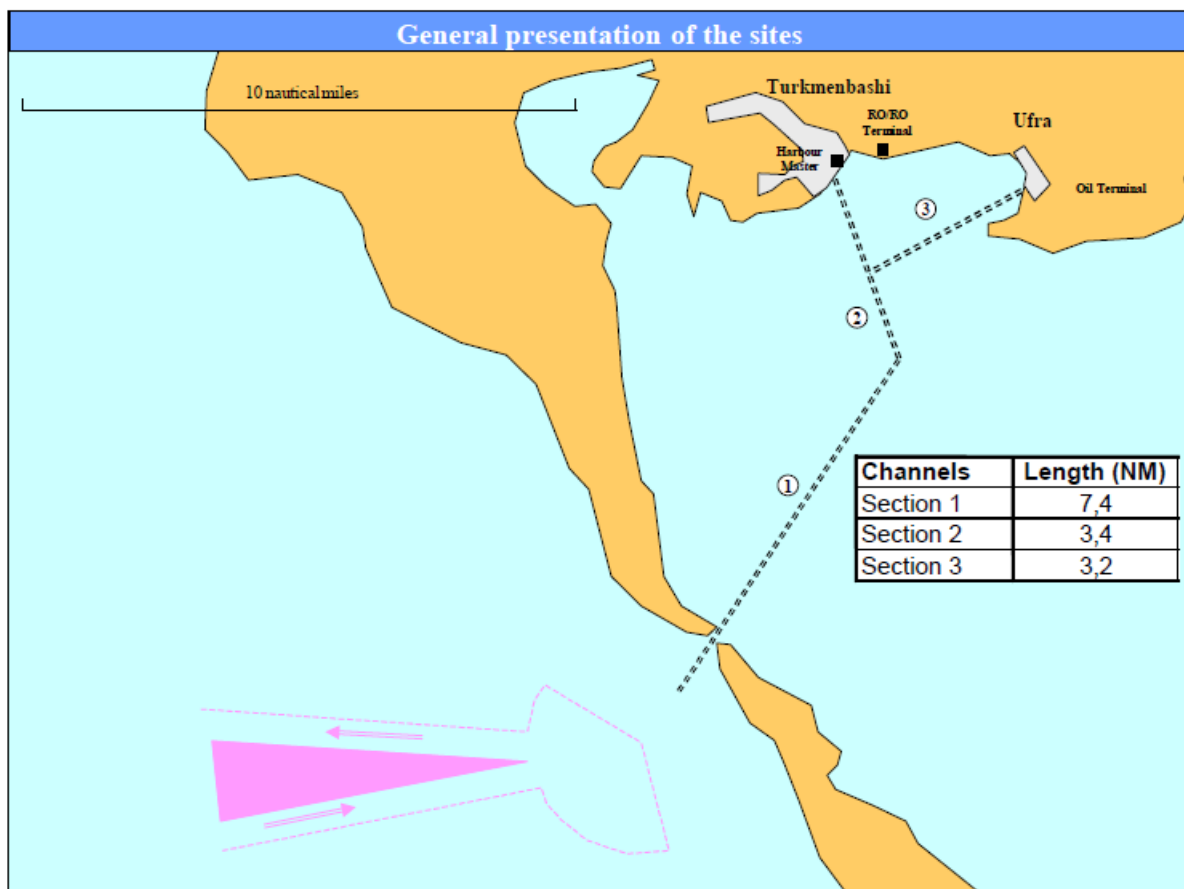 General presentation of the sites
10 nautical miles
Turkmenbashi
RO/RO
Terminal
Ufra
Harbour
Master
Oil Terminal
3
2
1
Channels Length (NM)
Section 1 7,4
Section 2 3,4
Section 3 3,2